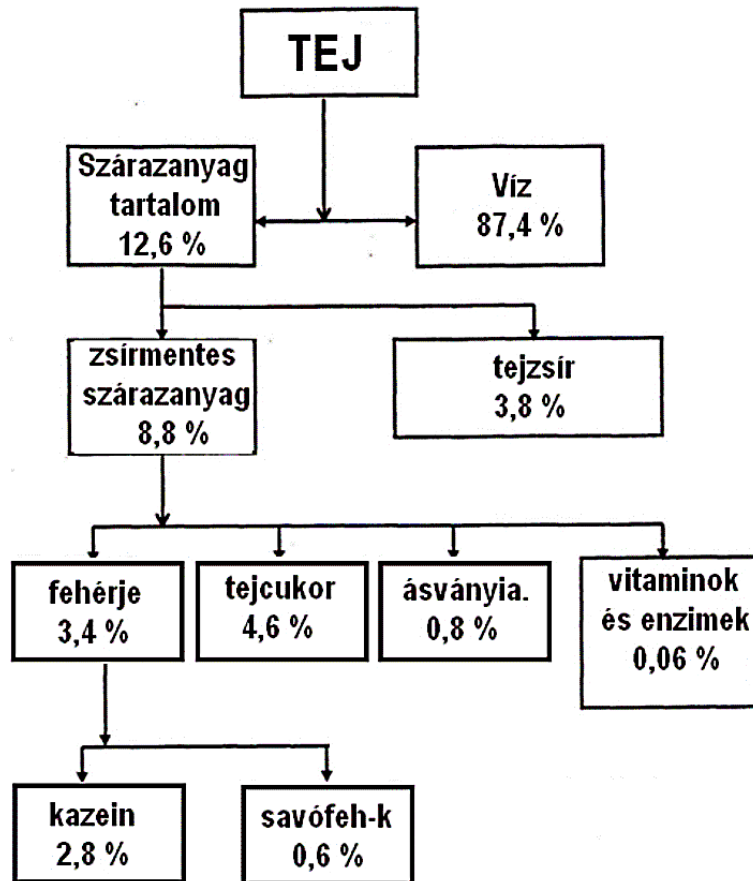 TEJ
Szárazanyag
tartalom
12,6 %
Víz
87,4 %
zsírmentes
szárazanyag
8,8 %
tejzsír
3,8 %
fehérje
3,4 %
tejcukor
4,6 %
ásványia.
0,8 %
vitaminok
és enzimek
0,06 %
kazein
2,8 %
savófeh-k
0,6 %